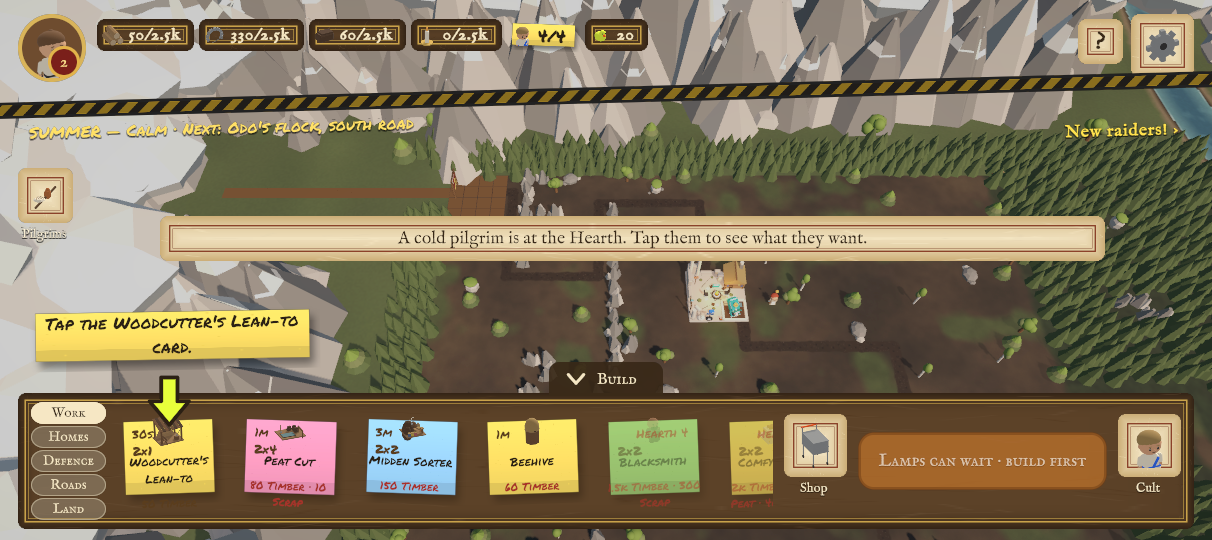 50/2.5k
330/2.5k
60/2.5k
0/2.5k
4/4
20
2
?
Summer — Calm · Next: Odo's flock, south road
New raiders! ›
Pilgrims
A cold pilgrim is at the Hearth. Tap them to see what they want.
Tap the Woodcutter's Lean-to
card.
Build
Work
Homes
Defence
Roads
Land
30s
2x1
Woodcutter's
Lean-to
1m
2x4
Peat Cut
80 Timber · 10
Scrap
3m
2x2
Midden Sorter
150 Timber
1m
Beehive
60 Timber
Hearth 4
2x2
Blacksmith
Scrap
2x2
Shop
Lamps can wait · build first
Cult